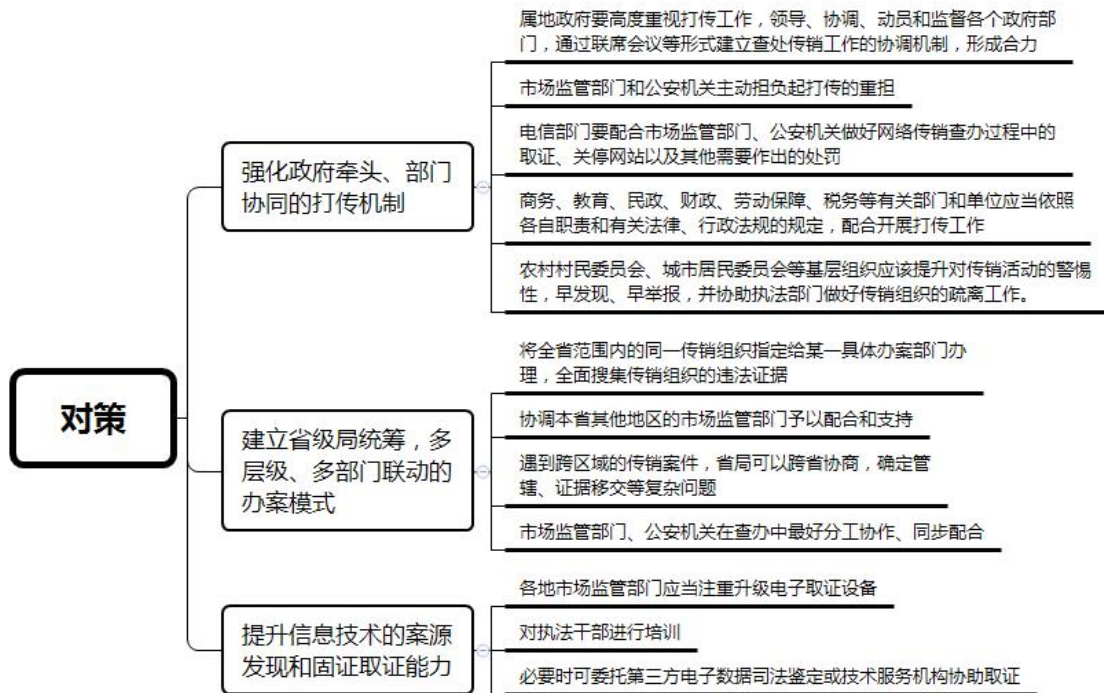 对策
强化政府牵头、部门
协同的打传机制
属地政府要高度重视打传工作，领导、协调、动员和监督各个政府部
门，通过联席会议等形式建立查处传销工作的协调机制，形成合力
市场监管部门和公安机关主动担负起打传的重担
电信部门要配合市场监管部门、公安机关做好网络传销查办过程中的
取证、关停网站以及其他需要作出的处罚
商务、教育、民政、财政、劳动保障、税务等有关部门和单位应当依照
各自职责和有关法律、行政法规的规定，配合开展打传工作
农村村民委员会、城市居民委员会等基层组织应该提升对传销活动的警惕
性，早发现、早举报，并协助执法部门做好传销组织的疏离工作。
建立省级局统筹，多
层级、多部门联动的
办案模式
将全省范围内的同一传销组织指定给某一具体办案部门办
理，全面搜集传销组织的违法证据
协调本省其他地区的市场监管部门予以配合和支持
遇到跨区域的传销案件，省局可以跨省协商，确定管
辖、证据移交等复杂问题
市场监管部门、公安机关在查办中最好分工协作、同步配合
提升信息技术的案源
发现和固证取证能力
各地市场监管部门应当注重升级电子取证设备
对执法干部进行培训
必要时可委托第三方电子数据司法鉴定或技术服务机构协助取证